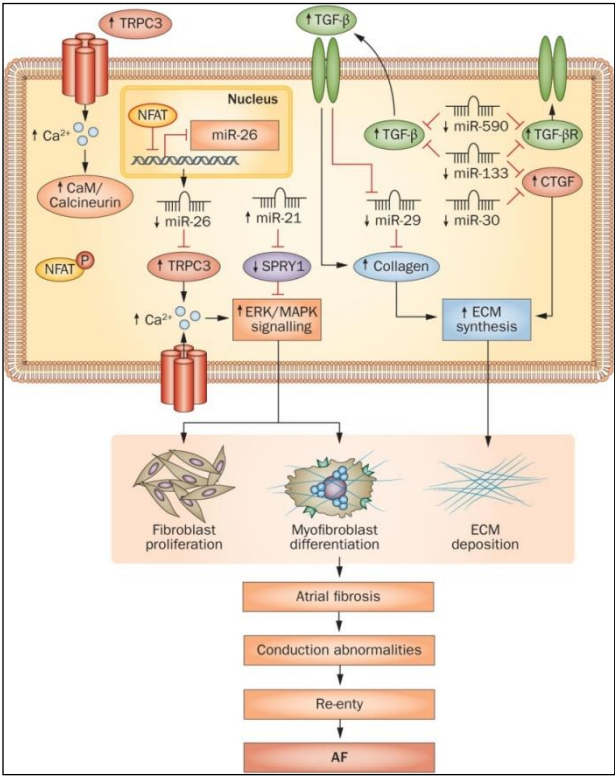 ↑ TRPC3
↑ TGF-β
Nucleus
NFAT
miR-26
↑ Ca²⁺
↑ CaM/
Calcineurin
↑ TGF-β
↓ miR-590
↑ TGF-βR
↓ miR-133
↑ CTGF
↓ miR-26
↑ miR-21
↓ miR-29
↓ miR-30
NFAT
P
↑ TRPC3
↓ SPRY1
↑ Collagen
↑ Ca²⁺
↑ ERK/MAPK
signalling
↑ ECM
synthesis
Fibroblast
proliferation
Myofibroblast
differentiation
ECM
deposition
Atrial fibrosis
Conduction abnormalities
Re-enty
AF